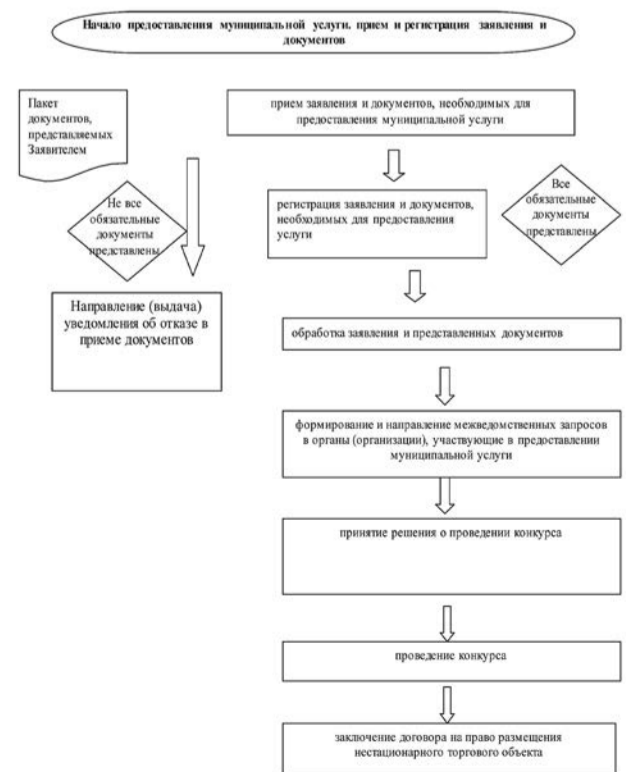 Начало предоставления муниципальной услуги. прием и регистрация заявления и
документов
Пакет
документов,
представляемых
Заявителем
прием заявления и документов, необходимых для
предоставления муниципальной услуги
Не все
обязательные
документы
представлены
регистрация заявления и документов,
необходимых для предоставления
услуги
Все
обязательные
документы
представлены
Направление (выдача)
уведомления об отказе в
приеме документов
обработка заявления и представленных документов
формирование и направление межведомственных запросов
в органы (организации), участвующие в предоставлении
муниципальной услуги
принятие решения о проведении конкурса
проведение конкурса
заключение договора на право размещения
нестационарного торгового объекта